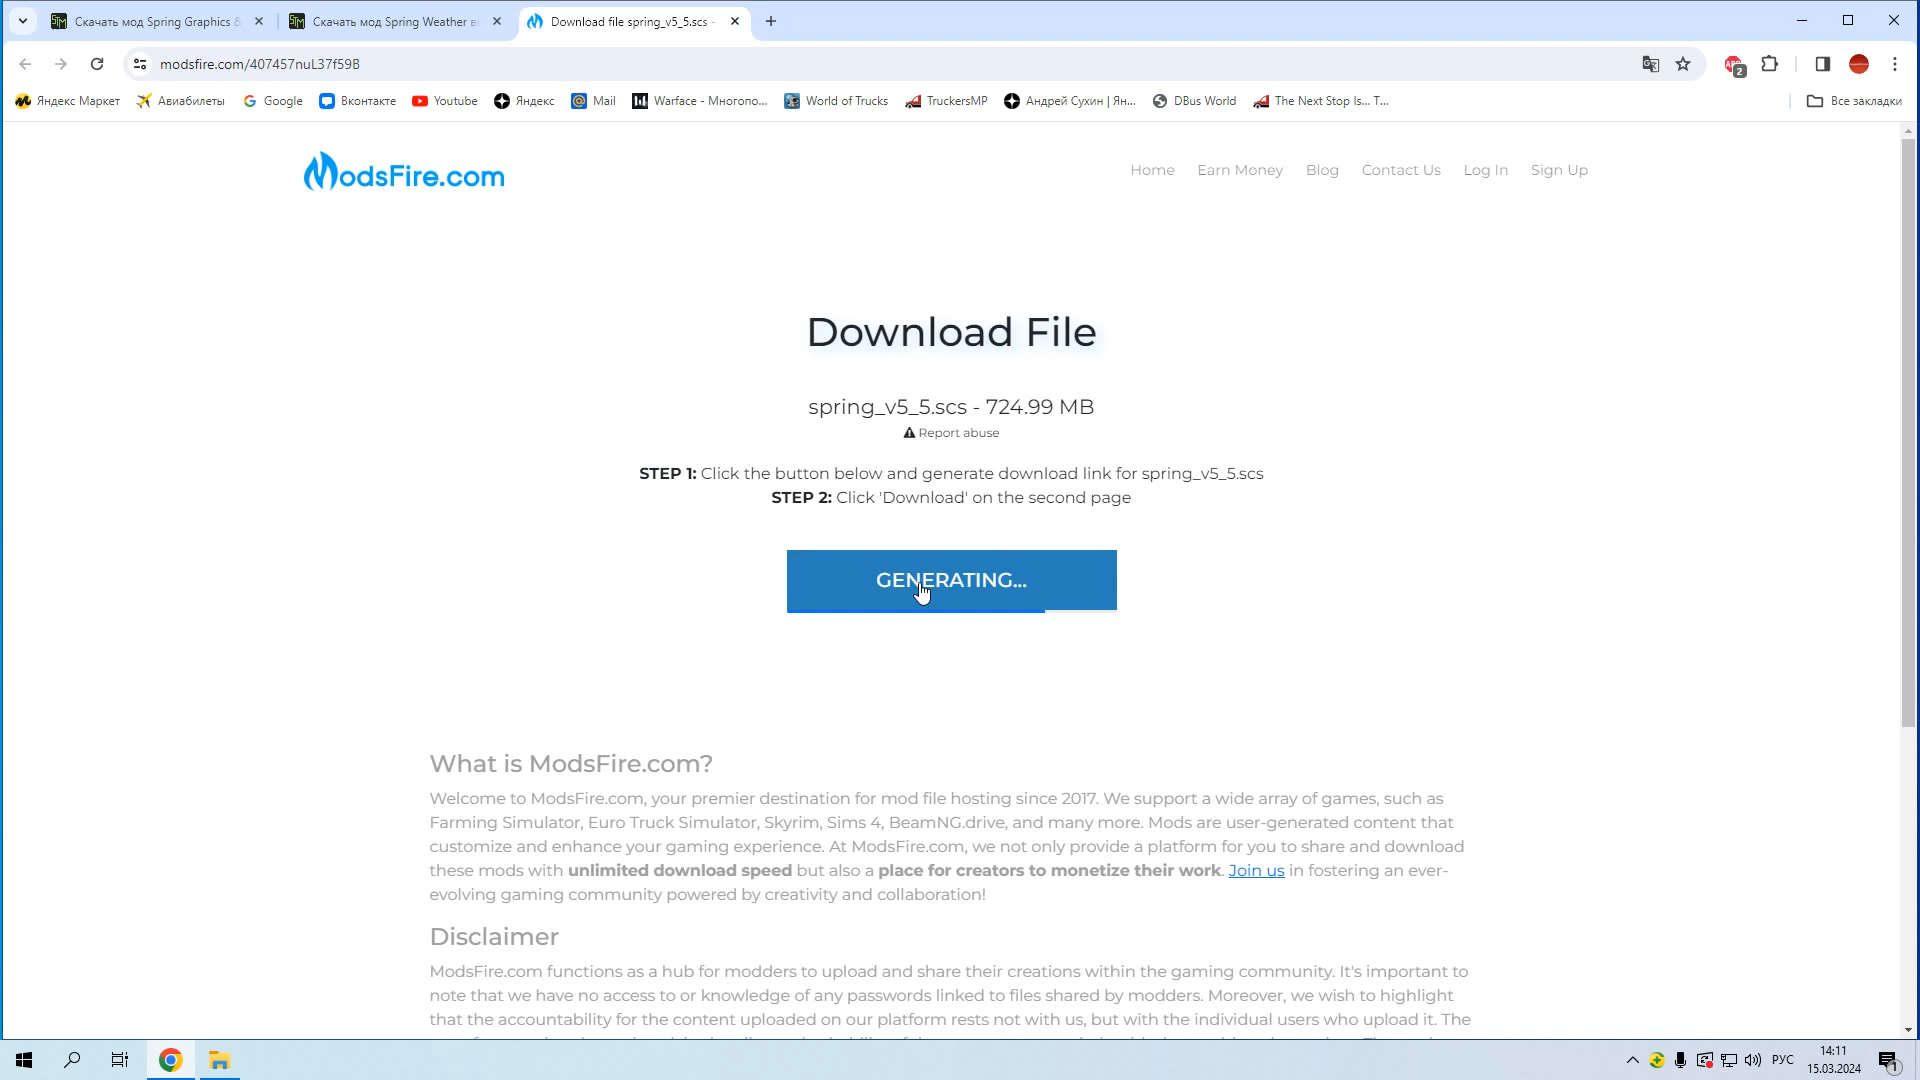 Скачать мод Spring Graphics &
Скачать мод Spring Weather в
Download file spring_v5_5.scs -
modsfire.com/407457nuL37f59B
2
Яндекс Маркет
Авиабилеты
Google
Вконтакте
Youtube
Яндекс
Mail
Warface - Многопо...
World of Trucks
TruckersMP
Андрей Сухин | Ян...
DBus World
The Next Stop Is... T...
Все закладки
ModsFire.com
Home
Earn Money
Blog
Contact Us
Log In
Sign Up
Download File
spring_v5_5.scs - 724.99 MB
Report abuse
STEP 1: Click the button below and generate download link for spring_v5_5.scs
STEP 2: Click 'Download' on the second page
GENERATING...
What is ModsFire.com?
Welcome to ModsFire.com, your premier destination for mod file hosting since 2017. We support a wide array of games, such as
Farming Simulator, Euro Truck Simulator, Skyrim, Sims 4, BeamNG.drive, and many more. Mods are user-generated content that
customize and enhance your gaming experience. At ModsFire.com, we not only provide a platform for you to share and download
these mods with unlimited download speed but also a place for creators to monetize their work. Join us in fostering an ever-
evolving gaming community powered by creativity and collaboration!
Disclaimer
ModsFire.com functions as a hub for modders to upload and share their creations within the gaming community. It's important to
note that we have no access to or knowledge of any passwords linked to files shared by modders. Moreover, we wish to highlight
that the accountability for the content uploaded on our platform rests not with us, but with the individual users who upload it. The
РУС
14:11
15.03.2024
1